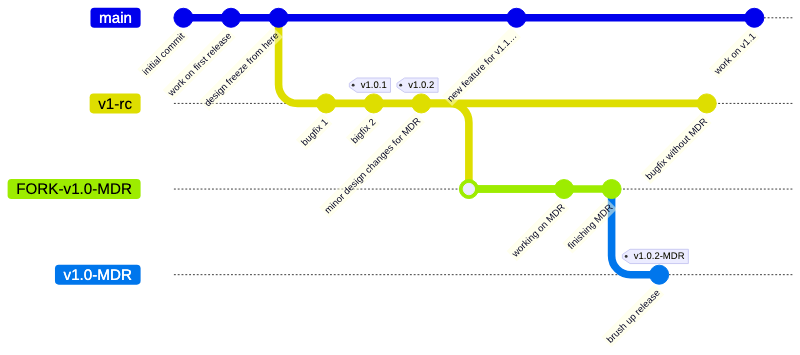 main
initial commit
work on first release
design freeze from here
new feature for v1.1…
work on v1.1
v1-rc
v1.0.1
v1.0.2
bugfix 1
bigfix 2
minor design changes for MDR
bugfix without MDR
FORK-v1.0-MDR
working on MDR
finishing MDR
v1.0-MDR
v1.0.2-MDR
brush up release